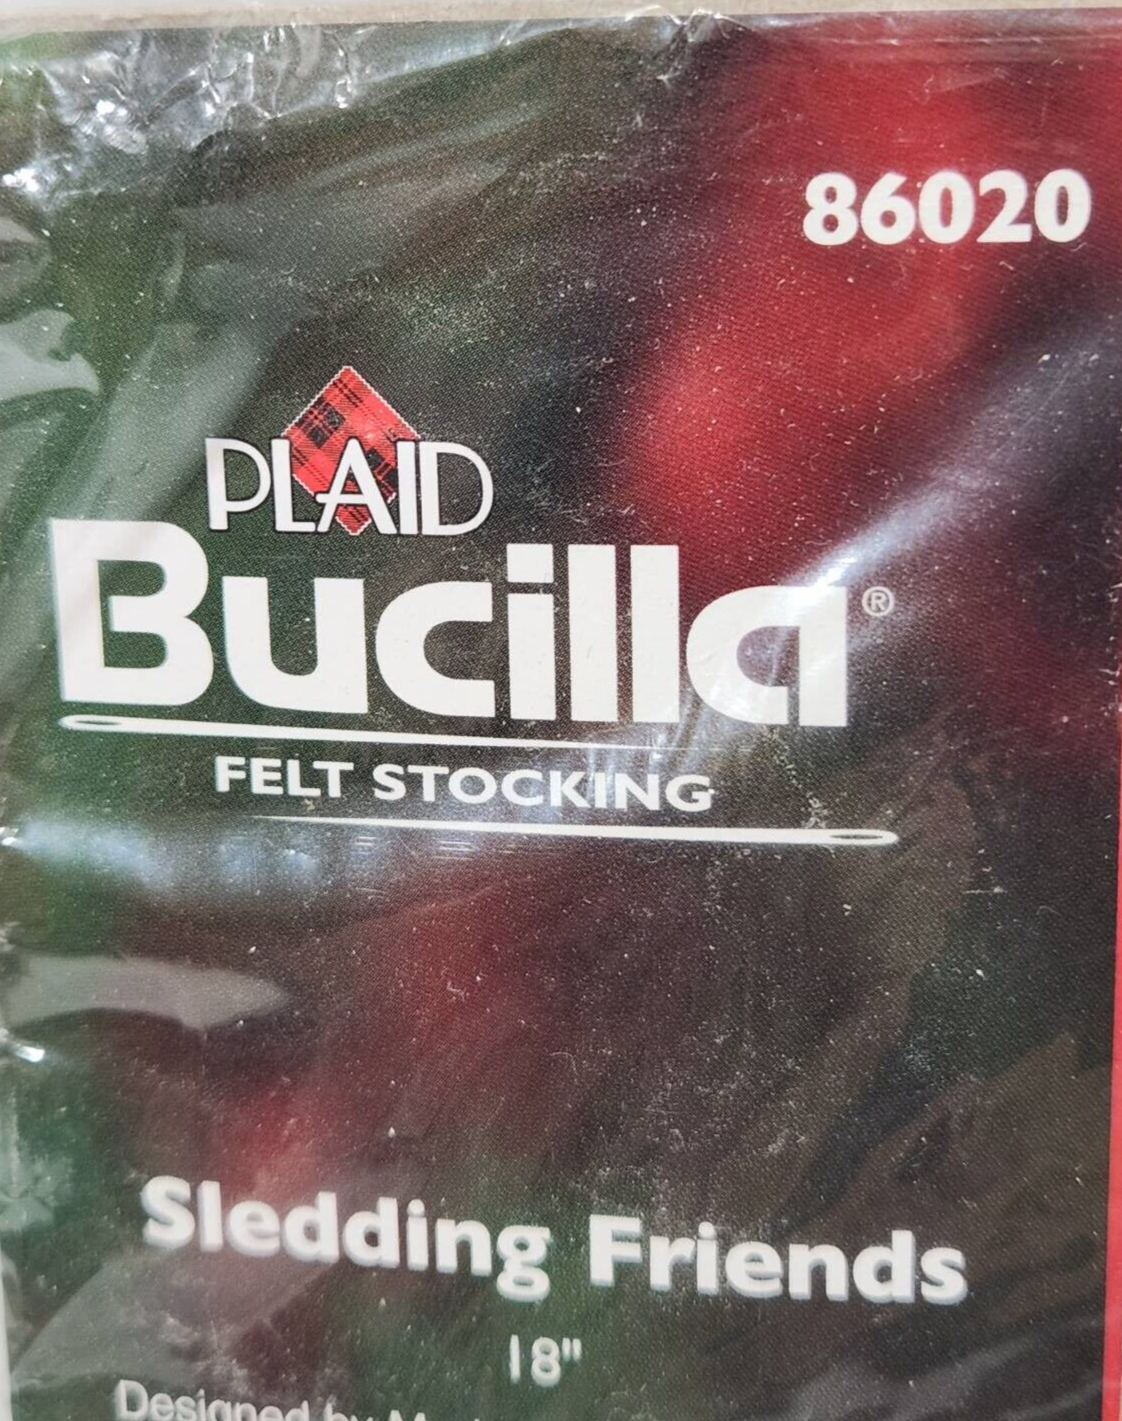 86020
PLAID
Bucilla®
FELT STOCKING
Sledding Friends
18"
Designed by